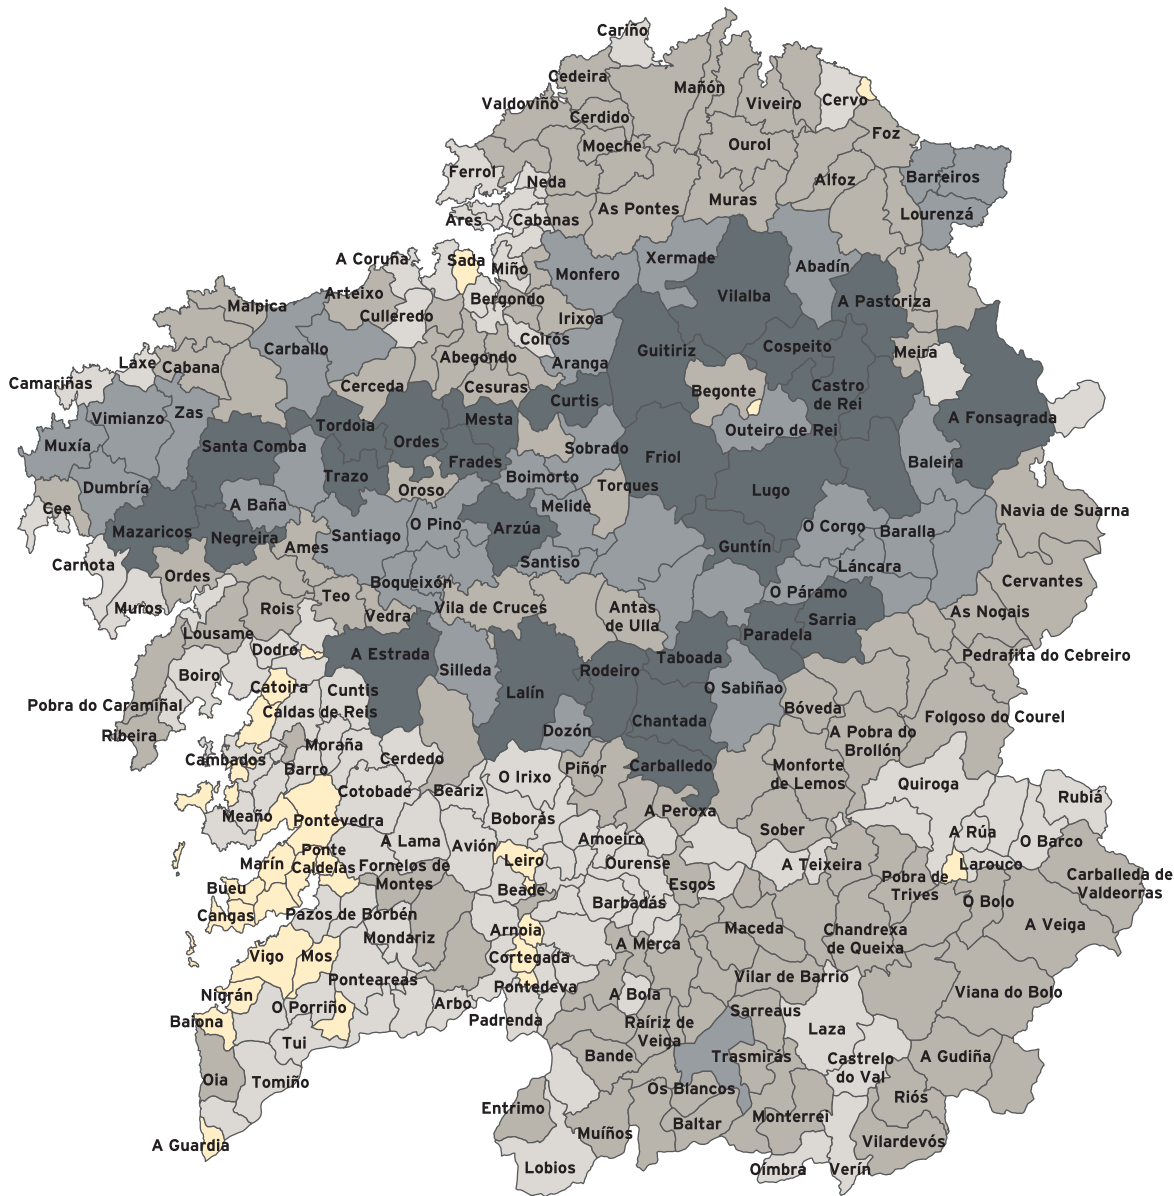 Cariño
Cedeira
Mañón
Valdoviño
Viveiro
Cervo
Cerdido
Foz
Moeche
Ourol
Ferrol
Neda
Alfoz
Barreiros
Ares
Cabanas
As Pontes
Muras
Lourenzá
A Coruña
Sada
Miño
Monfero
Xermade
Abadín
Malpica
Arteixo
Bergondo
Vilalba
A Pastoriza
Culleredo
Irixoa
Coirós
Carballo
Abegondo
Aranga
Guitiriz
Cospeito
Meira
Laxe
Cabana
Camariñas
Cerceda
Cesuras
Curtis
Begonte
Castro
de Rei
Vimianzo
Zas
Tordoia
Mesta
A Fonsagrada
Muxía
Santa Comba
Ordes
Sobrado
Outeiro de Rei
Trazo
Frades
Boimorto
Friol
Baleira
Dumbría
Oroso
Torques
Lugo
Cee
A Baña
Melide
Navia de Suarna
Mazaricos
Negreira
Santiago
O Pino
Arzúa
O Corgo
Baralla
Carnota
Ames
Santiso
Guntín
Láncara
Ordes
Boqueixón
Cervantes
Muros
Rois
Teo
Vedra
Vila de Cruces
Antas
de Ulla
O Páramo
As Nogais
Lousame
Sarria
Dodro
A Estrada
Paradela
Pedrafita do Cebreiro
Boiro
Catoira
Cuntis
Silleda
Lalín
Rodeiro
Taboada
O Sabiñao
Pobra do Caramiñal
Caldas de Reis
Bóveda
Folgoso do Courel
Ribeira
Moraña
Dozón
Chantada
A Pobra do
Brollón
Cambados
Barro
Cerdedo
O Irixo
Piñor
Carballedo
Monforte
de Lemos
Quiroga
Cotobade
Beariz
Rubiá
Meaño
Pontevedra
Boborás
A Peroxa
Sober
A Rúa
O Barco
Marín
Ponte
Caldelas
A Lama
Avión
Amoeiro
Leiro
Ourense
A Teixeira
Larouco
Bueu
Fornelos de
Montes
Beade
Esgos
Pobra de
Trives
O Bolo
Carballeda de
Valdeorras
Cangas
Pazos de Borbén
Barbadás
Mondariz
Arnoia
A Merca
Maceda
Chandrexa
de Queixa
A Veiga
Vigo
Mos
Cortegada
Ponteareas
Pontedeva
Vilar de Barrio
Nigrán
O Porriño
Arbo
A Bola
Viana do Bolo
Baiona
Padrenda
Raíriz de
Veiga
Sarreaus
Laza
Tui
Bande
Trasmirás
Castrelo
do Val
A Gudiña
Oia
Tomiño
Os Blancos
Riós
Entrimo
Baltar
Monterrei
A Guardia
Muíños
Vilardevós
Lobios
Oímbra
Verín